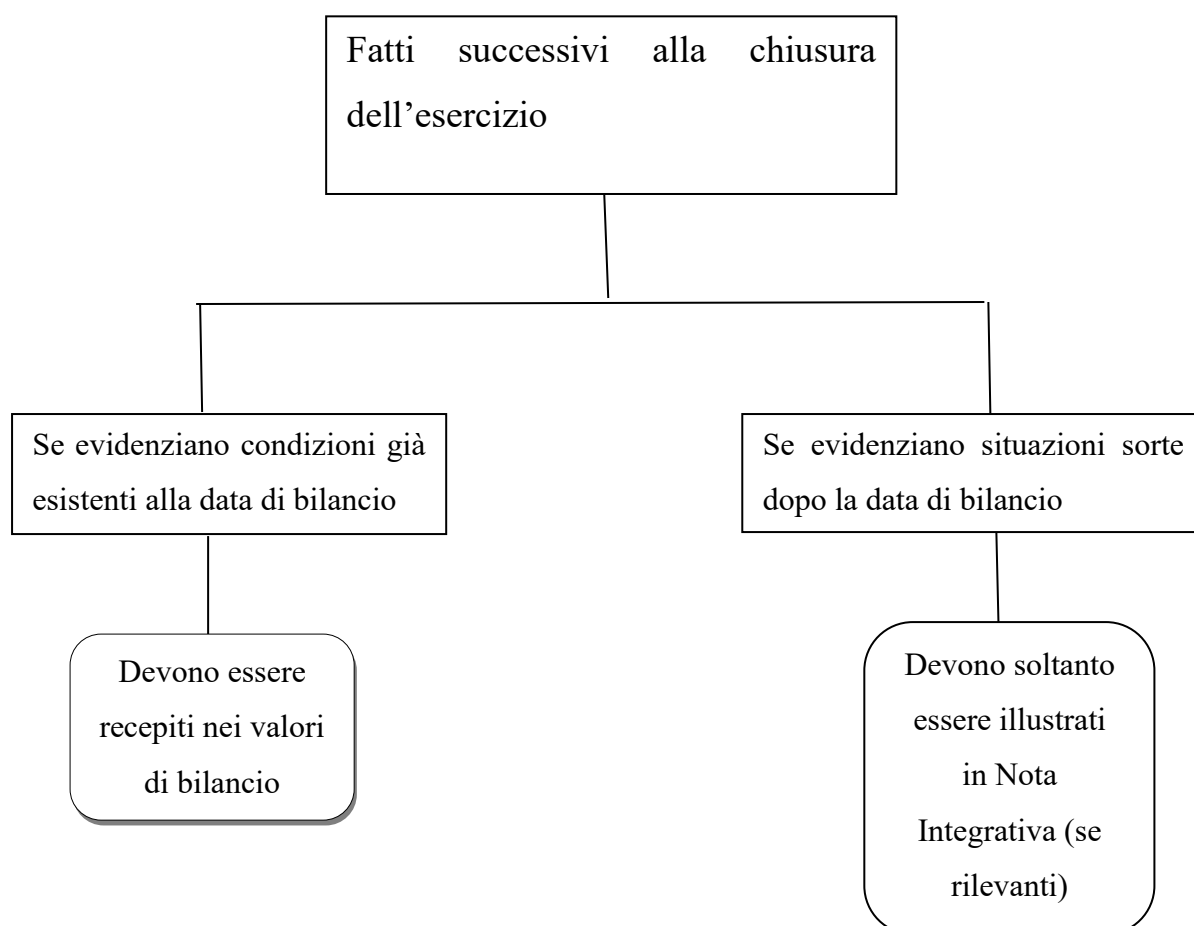 Fatti successivi alla chiusura
dell’esercizio
Se evidenziano condizioni già
esistenti alla data di bilancio
Se evidenziano situazioni sorte
dopo la data di bilancio
Devono essere
recepiti nei valori
di bilancio
Devono soltanto
essere illustrati
in Nota
Integrativa (se
rilevanti)